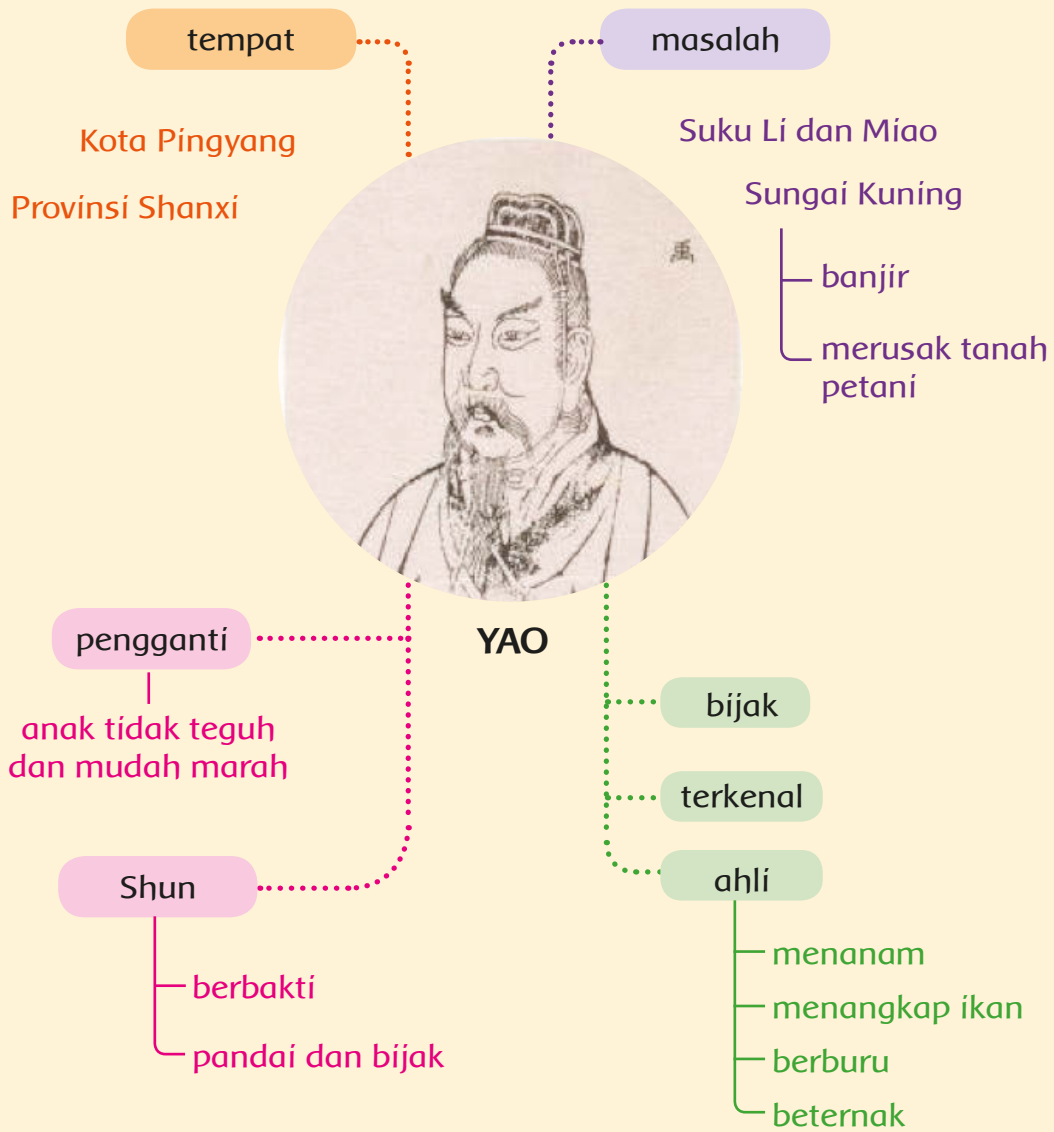 tempat
Kota Pingyang
Provinsi Shanxi
masalah
Suku Li dan Miao
Sungai Kuning
banjir
merusak tanah
petani
禹
YAO
pengganti
anak tidak teguh
dan mudah marah
Shun
berbakti
pandai dan bijak
bijak
terkenal
ahli
menanam
menangkap ikan
berburu
beternak